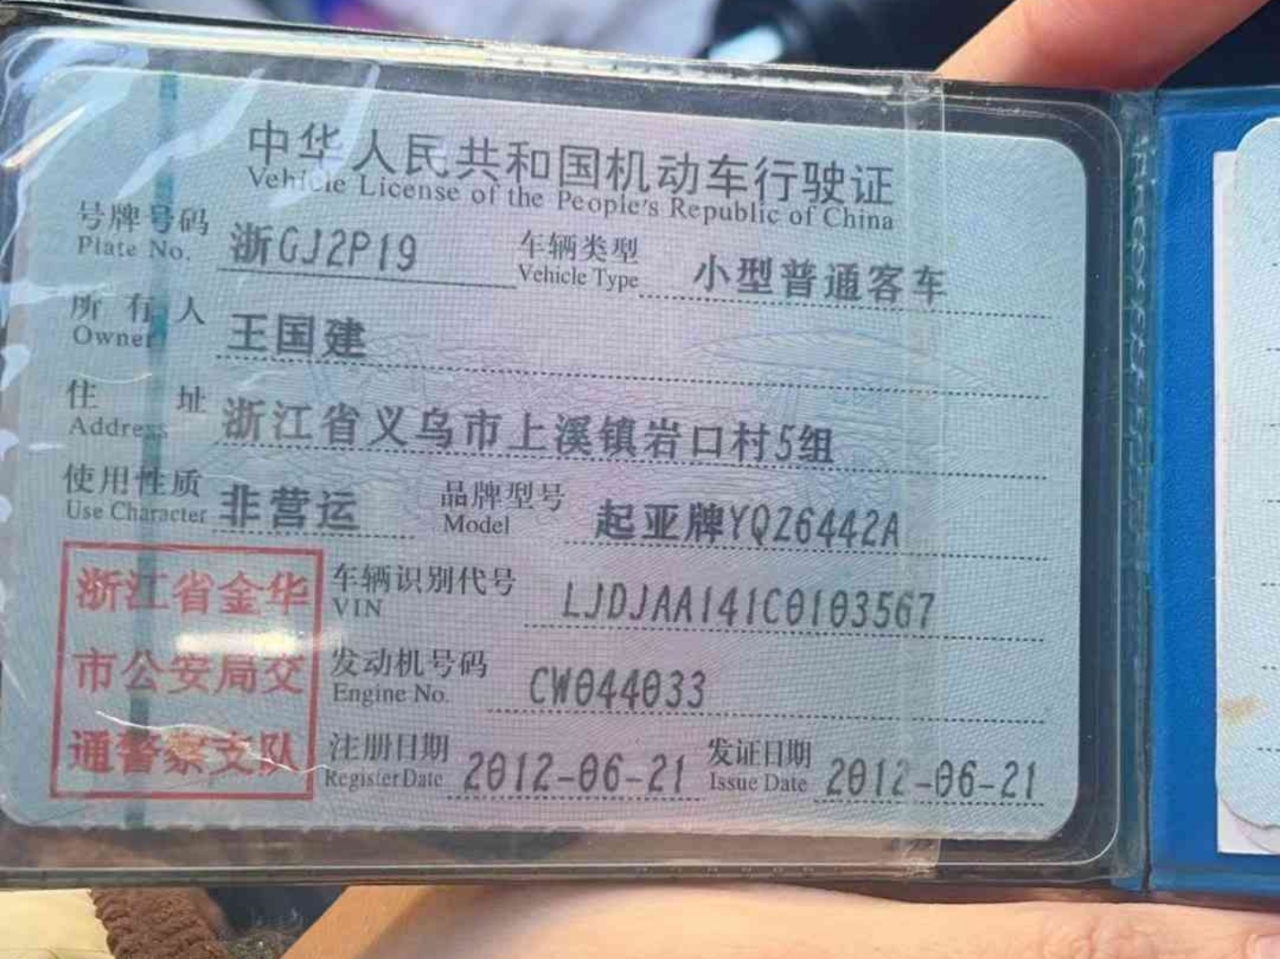 中华人民共和国机动车行驶证
Vehicle License of the People's Republic of China
号牌号码 浙GJ2P19 车辆类型 小型普通客车
Plate No. Vehicle Type
所有人 王国建
Owner
住址 浙江省义乌市上溪镇岩口村5组
Address
使用性质 非营运 品牌型号 起亚牌YQZ6442A
Use Character Model
浙江省金华
市公安局交
通警察支队
车辆识别代号 LJDJAA141C0103567
VIN
发动机号码 CW044033
Engine No.
注册日期 2012-06-21 发证日期 2012-06-21
Register Date Issue Date